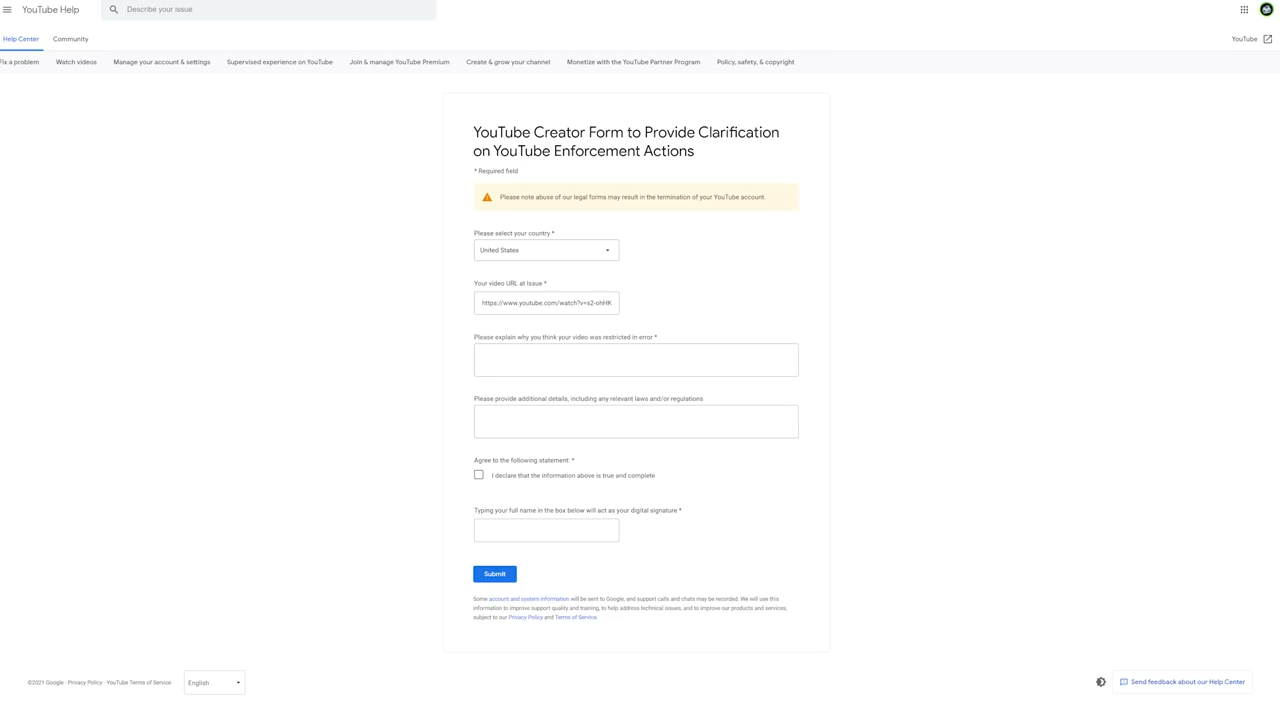 YouTube Help
Describe your issue
Help Center
Community
YouTube
Fix a problem
Watch videos
Manage your account & settings
Supervised experience on YouTube
Join & manage YouTube Premium
Create & grow your channel
Monetize with the YouTube Partner Program
Policy, safety, & copyright
YouTube Creator Form to Provide Clarification
on YouTube Enforcement Actions
* Required field
Please note abuse of our legal forms may result in the termination of your YouTube account.
Please select your country *
United States
Your video URL at Issue *
https://www.youtube.com/watch?v=s2-ohHK
Please explain why you think your video was restricted in error *
Please provide additional details, including any relevant laws and/or regulations
Agree to the following statement: *
I declare that the information above is true and complete
Typing your full name in the box below will act as your digital signature *
Submit
Some account and system information will be sent to Google, and support calls and chats may be recorded. We will use this
information to improve support quality and training, to help address technical issues, and to improve our products and services,
subject to our Privacy Policy and Terms of Service.
©2021 Google - Privacy Policy - YouTube Terms of Service
English
Send feedback about our Help Center